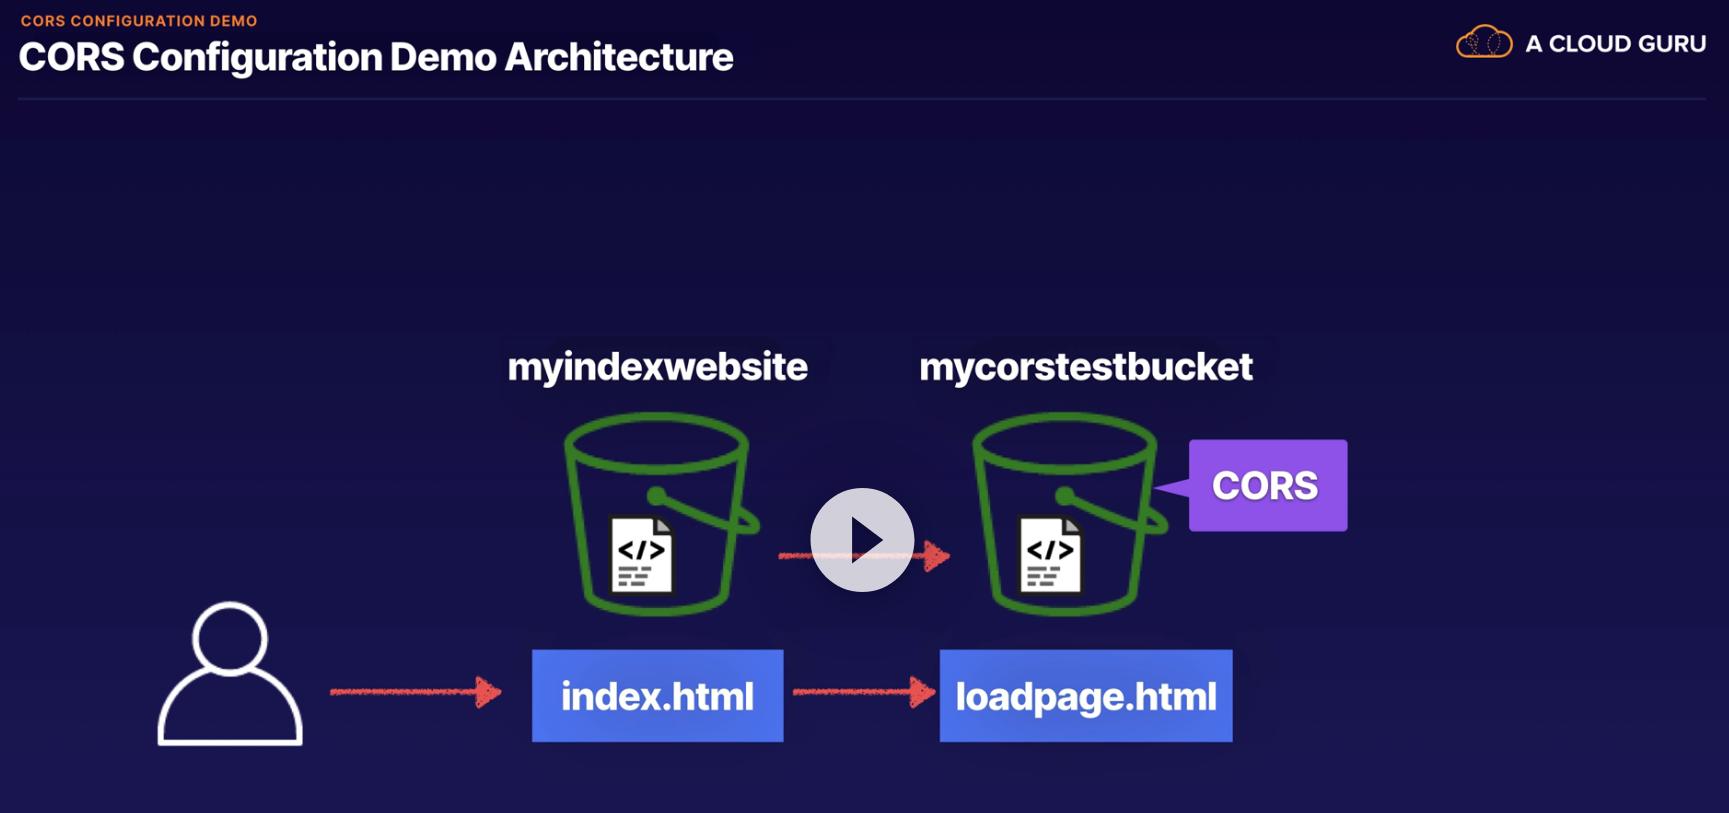 CORS CONFIGURATION DEMO
CORS Configuration Demo Architecture
A CLOUD GURU
myindexwebsite
mycorstestbucket
CORS
</>
</>
index.html
loadpage.html